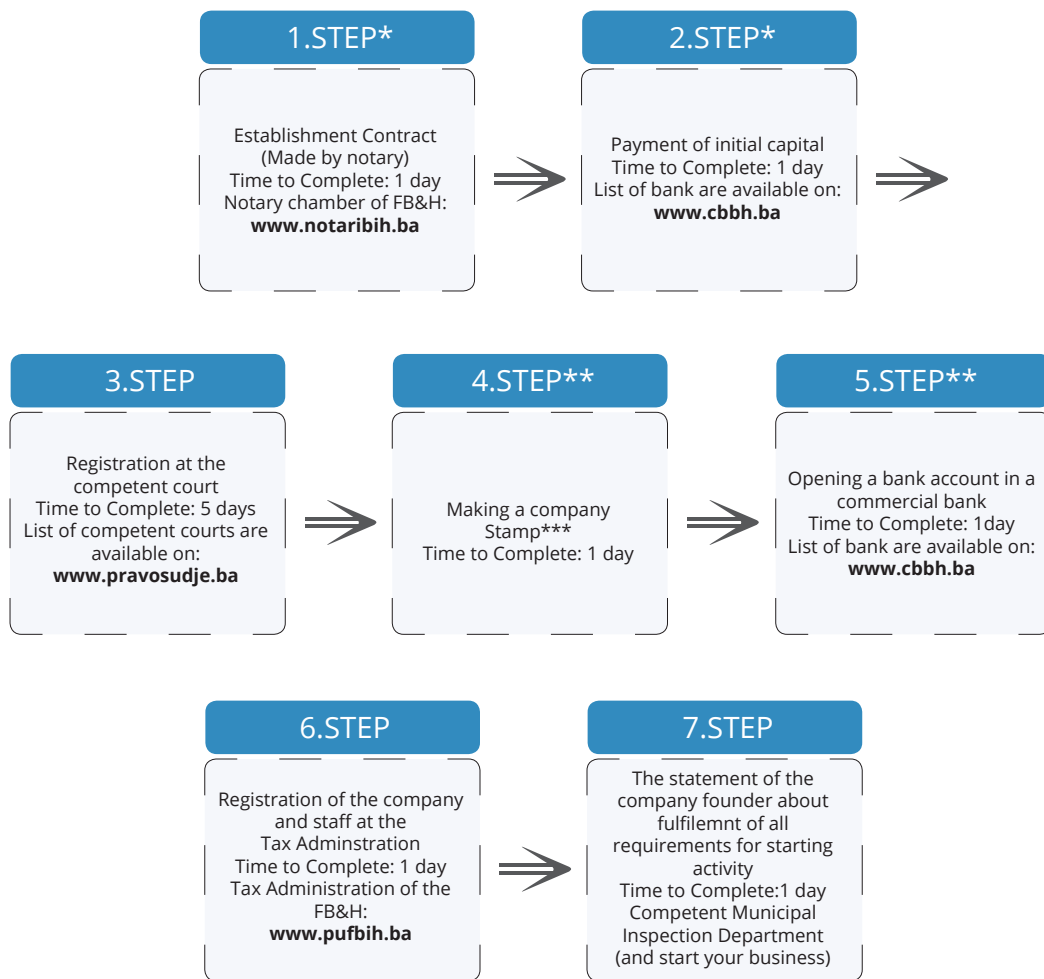 1.STEP*
Establishment Contract
(Made by notary)
Time to Complete: 1 day
Notary chamber of FB&H:
www.notaribih.ba
2.STEP*
Payment of initial capital
Time to Complete: 1 day
List of bank are available on:
www.cbbh.ba
3.STEP
Registration at the
competent court
Time to Complete: 5 days
List of competent courts are
available on:
www.pravosudje.ba
4.STEP**
Making a company
Stamp***
Time to Complete: 1 day
5.STEP**
Opening a bank account in a
commercial bank
Time to Complete: 1day
List of bank are available on:
www.cbbh.ba
6.STEP
Registration of the company
and staff at the
Tax Adminstration
Time to Complete: 1 day
Tax Administration of the
FB&H:
www.pufbih.ba
7.STEP
The statement of the
company founder about
fulfilemnt of all
requirements for starting
activity
Time to Complete:1 day
Competent Municipal
Inspection Department
(and start your business)